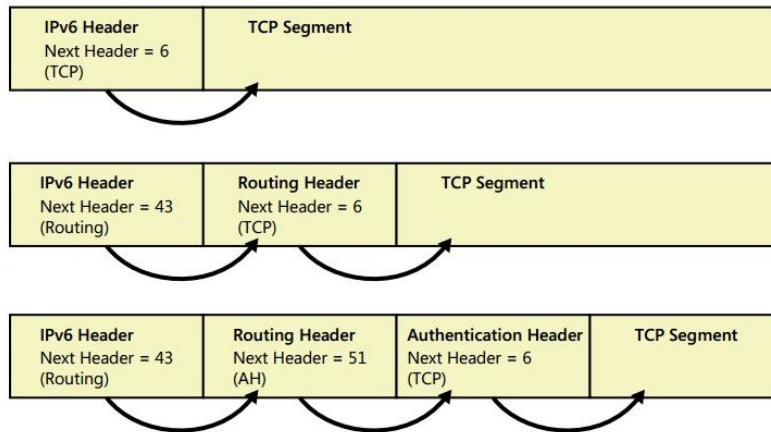 IPv6 Header
Next Header = 6
(TCP)
TCP Segment
IPv6 Header
Next Header = 43
(Routing)
Routing Header
Next Header = 6
(TCP)
TCP Segment
IPv6 Header
Next Header = 43
(Routing)
Routing Header
Next Header = 51
(AH)
Authentication Header
Next Header = 6
(TCP)
TCP Segment